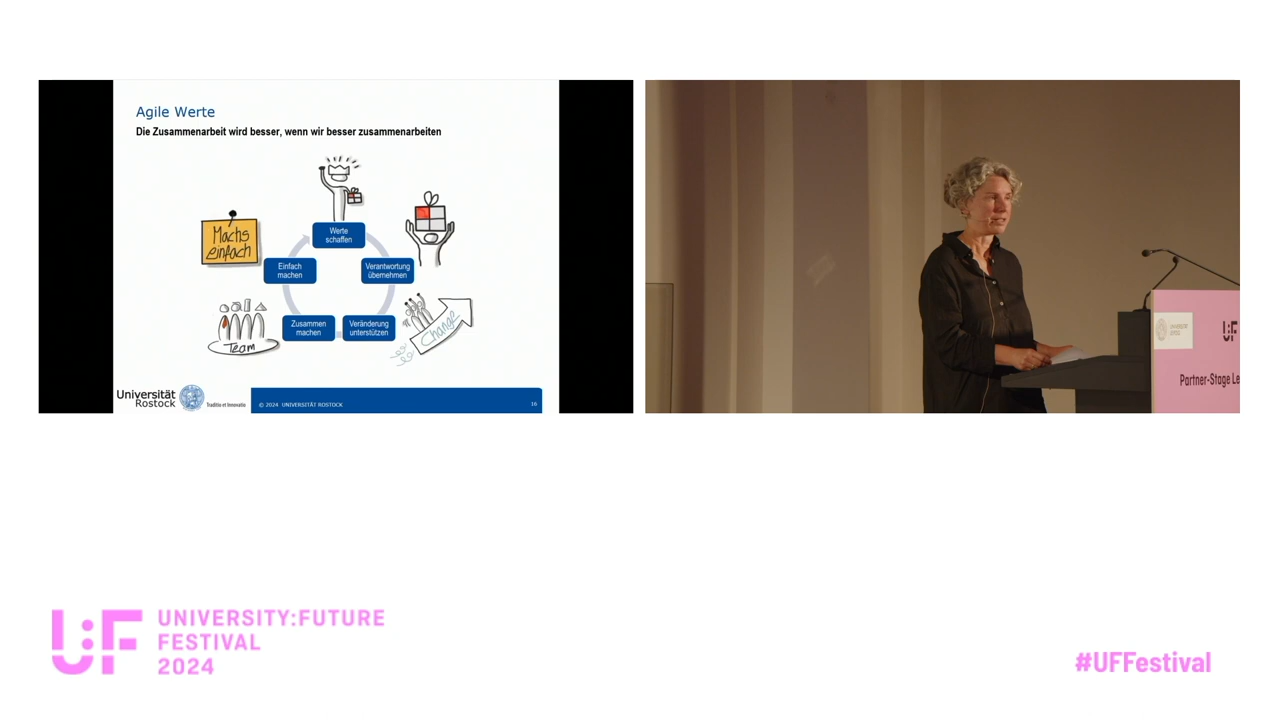 Agile Werte
Die Zusammenarbeit wird besser, wenn wir besser zusammenarbeiten
Machs
einfach
Werte
schaffen
Einfach
machen
Verantwortung
übernehmen
Zusammen
machen
Veränderung
unterstützen
Team
Change
Universität
Rostock
Traditio et Innovatio
© 2024 UNIVERSITÄT ROSTOCK
16
UF
Partner-Stage Le
U:F
UNIVERSITY:FUTURE
FESTIVAL
2024
#UFFestival